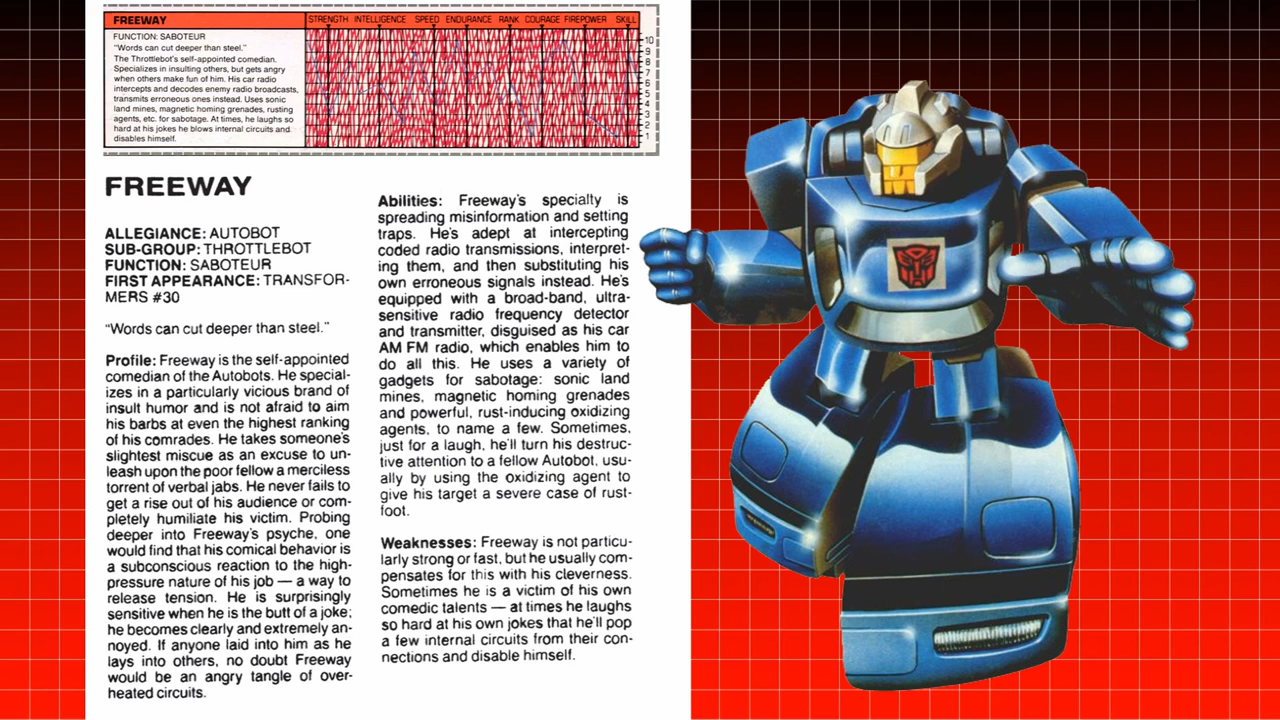 FREEWAY
STRENGTH INTELLIGENCE SPEED ENDURANCE RANK COURAGE FIREPOWER SKILL
FUNCTION: SABOTEUR
"Words can cut deeper than steel."
The Throttlebot's self-appointed comedian.
Specializes in insulting others, but gets angry
when others make fun of him. His car radio
intercepts and decodes enemy radio broadcasts,
transmits erroneous ones instead. Uses sonic
land mines, magnetic homing grenades, rusting
agents, etc. for sabotage. At times, he laughs so
hard at his jokes he blows internal circuits and
disables himself.
10
9
8
7
6
5
4
3
2
1
FREEWAY
ALLEGIANCE: AUTOBOT
SUB-GROUP: THROTTLEBOT
FUNCTION: SABOTEUR
FIRST APPEARANCE: TRANSFOR-
MERS #30
"Words can cut deeper than steel."
Profile: Freeway is the self-appointed
comedian of the Autobots. He special-
izes in a particularly vicious brand of
insult humor and is not afraid to aim
his barbs at even the highest ranking
of his comrades. He takes someone's
slightest miscue as an excuse to un-
leash upon the poor fellow a merciless
torrent of verbal jabs. He never fails to
get a rise out of his audience or com-
pletely humiliate his victim. Probing
deeper into Freeway's psyche, one
would find that his comical behavior is
a subconscious reaction to the high-
pressure nature of his job — a way to
release tension. He is surprisingly
sensitive when he is the butt of a joke;
he becomes clearly and extremely an-
noyed. If anyone laid into him as he
lays into others, no doubt Freeway
would be an angry tangle of over-
heated circuits.
Abilities: Freeway's specialty is
spreading misinformation and setting
traps. He's adept at intercepting
coded radio transmissions, interpret-
ing them, and then substituting his
own erroneous signals instead. He's
equipped with a broad-band, ultra-
sensitive radio frequency detector
and transmitter, disguised as his car
AM FM radio, which enables him to
do all this. He uses a variety of
gadgets for sabotage: sonic land
mines, magnetic homing grenades
and powerful, rust-inducing oxidizing
agents, to name a few. Sometimes,
just for a laugh, he'll turn his destruc-
tive attention to a fellow Autobot, usu-
ally by using the oxidizing agent to
give his target a severe case of rust-
foot.
Weaknesses: Freeway is not particu-
larly strong or fast, but he usually com-
pensates for this with his cleverness.
Sometimes he is a victim of his own
comedic talents — at times he laughs
so hard at his own jokes that he'll pop
a few internal circuits from their con-
nections and disable himself.